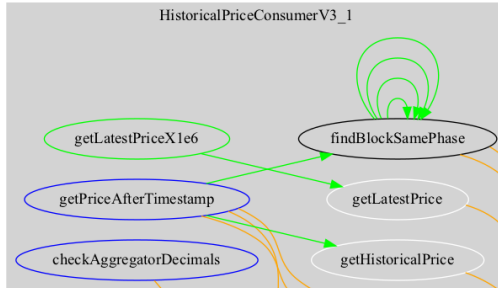 HistoricalPriceConsumerV3_1
getLatestPriceX1e6
findBlockSamePhase
getPriceAfterTimestamp
getLatestPrice
checkAggregatorDecimals
getHistoricalPrice